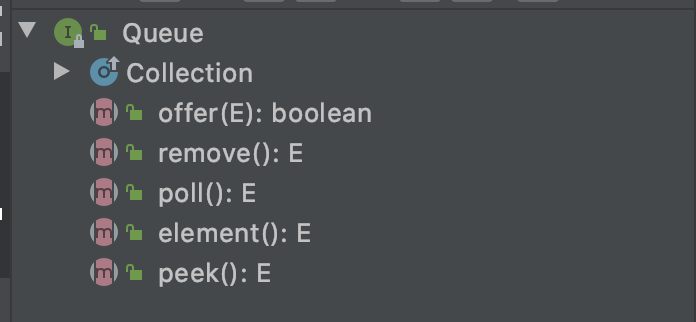 Queue
Collection
offer(E): boolean
remove(): E
poll(): E
element(): E
peek(): E